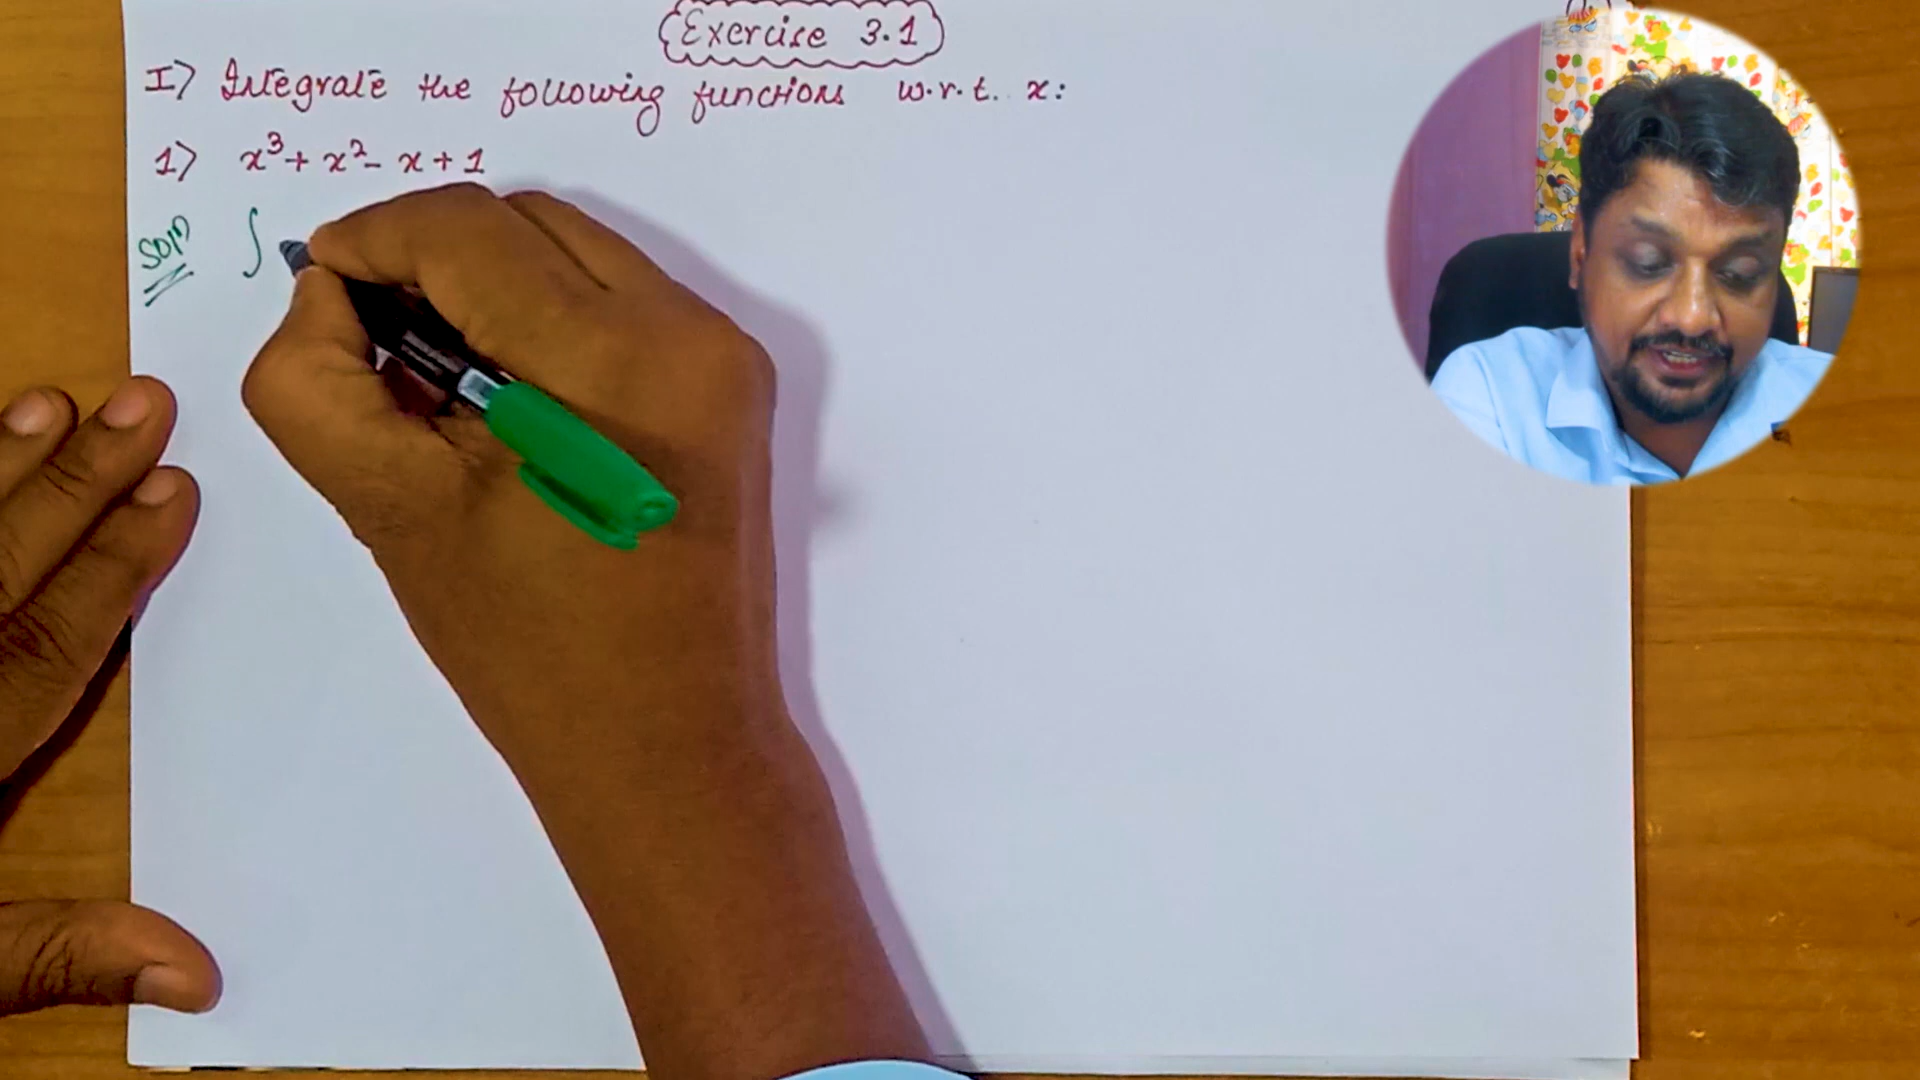 Exercise 3.1
I) Integrate the following functions w.r.t. x:
1) x³ + x² - x + 1
Soln ∫